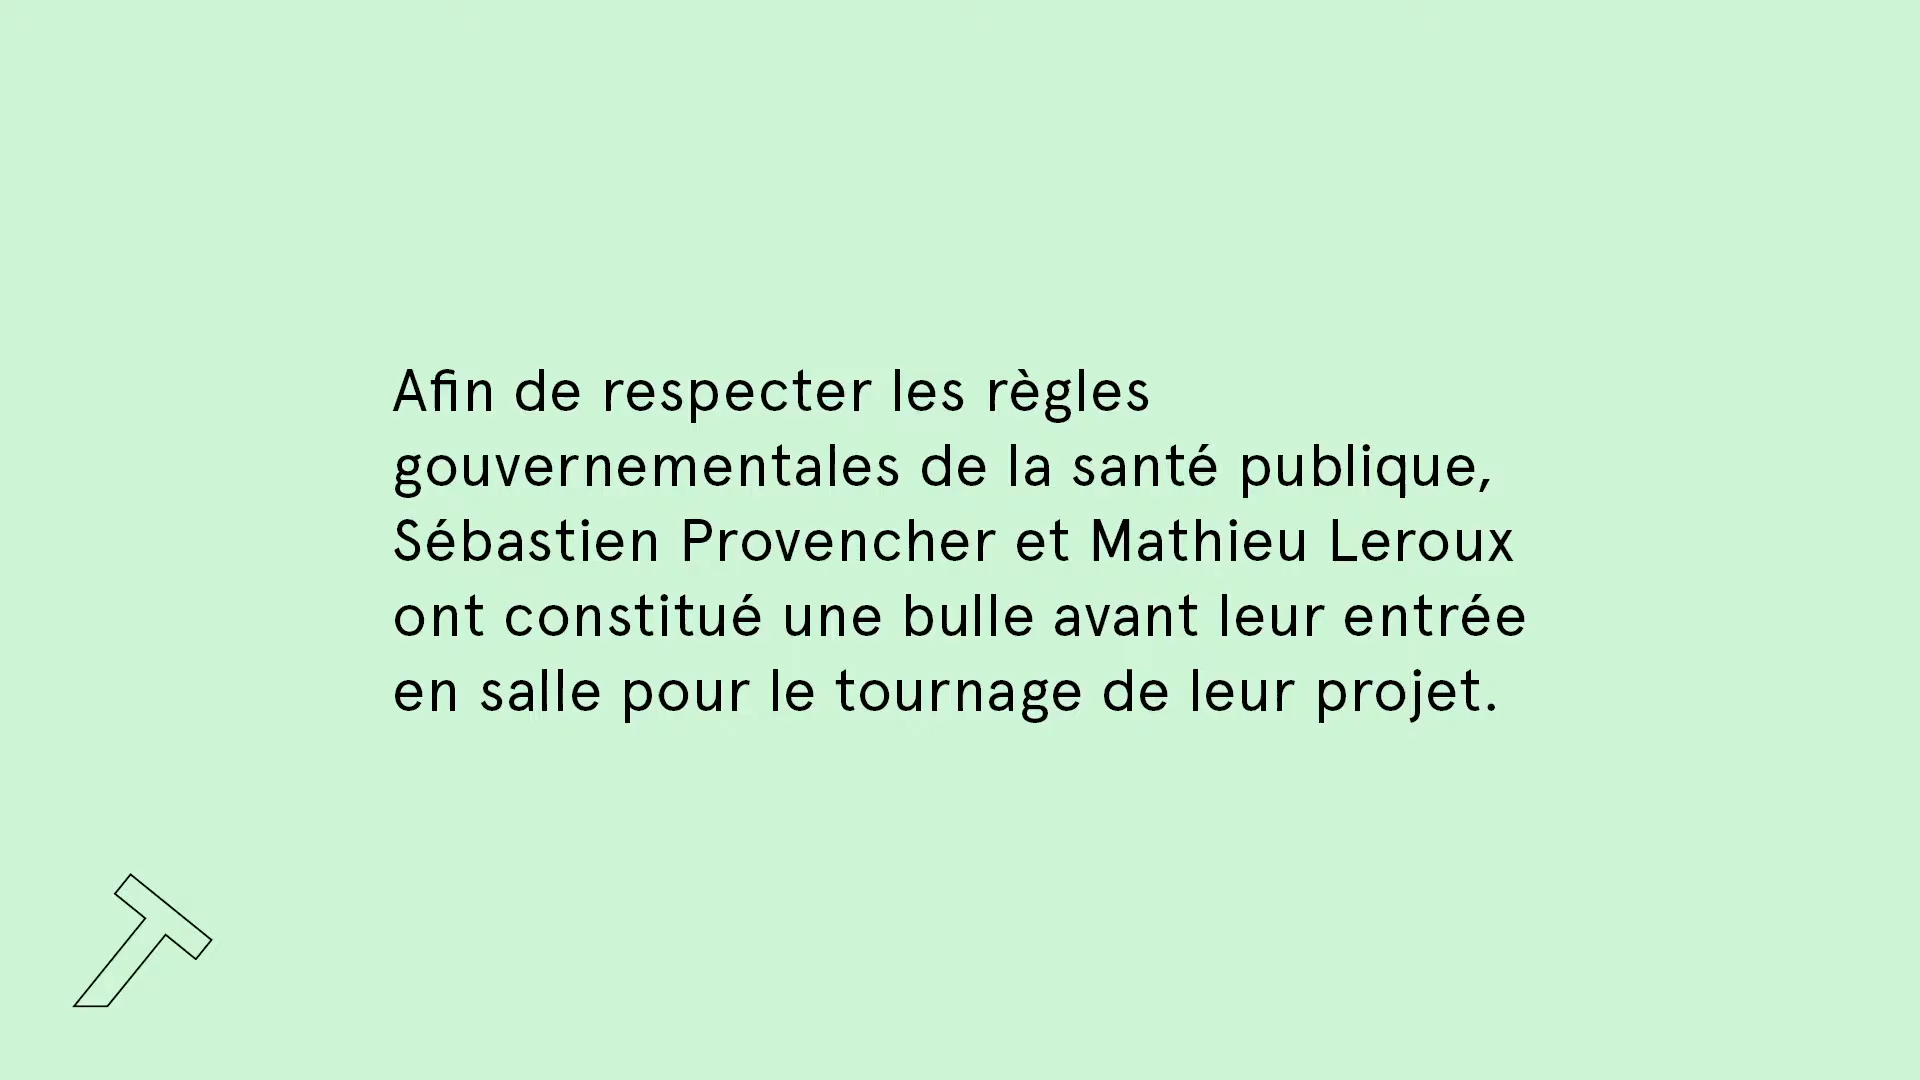 Afin de respecter les règles
gouvernementales de la santé publique,
Sébastien Provencher et Mathieu Leroux
ont constitué une bulle avant leur entrée
en salle pour le tournage de leur projet.
T